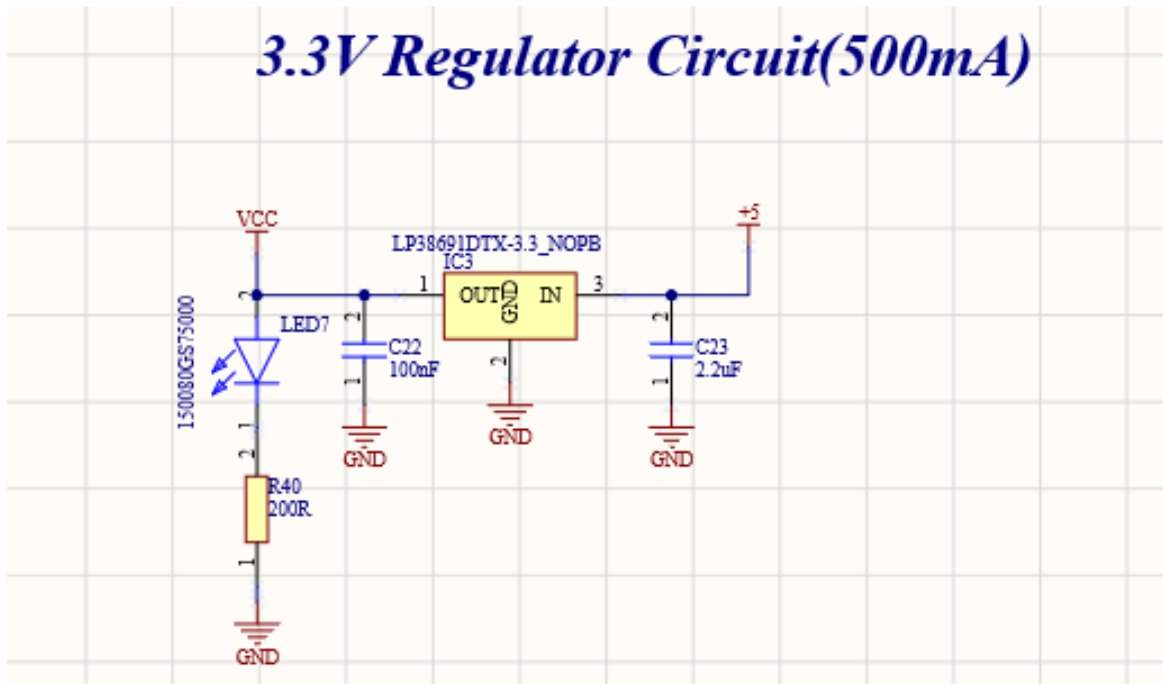 3.3V Regulator Circuit(500mA)
VCC
+5
LP38691DTX-3.3_NOPB
IC3
1
OUT
GND
IN
3
2
2
2
2
150080GS75000
LED7
C22
100nF
C23
2.2uF
1
1
1
2
GND
GND
GND
R40
200R
1
GND